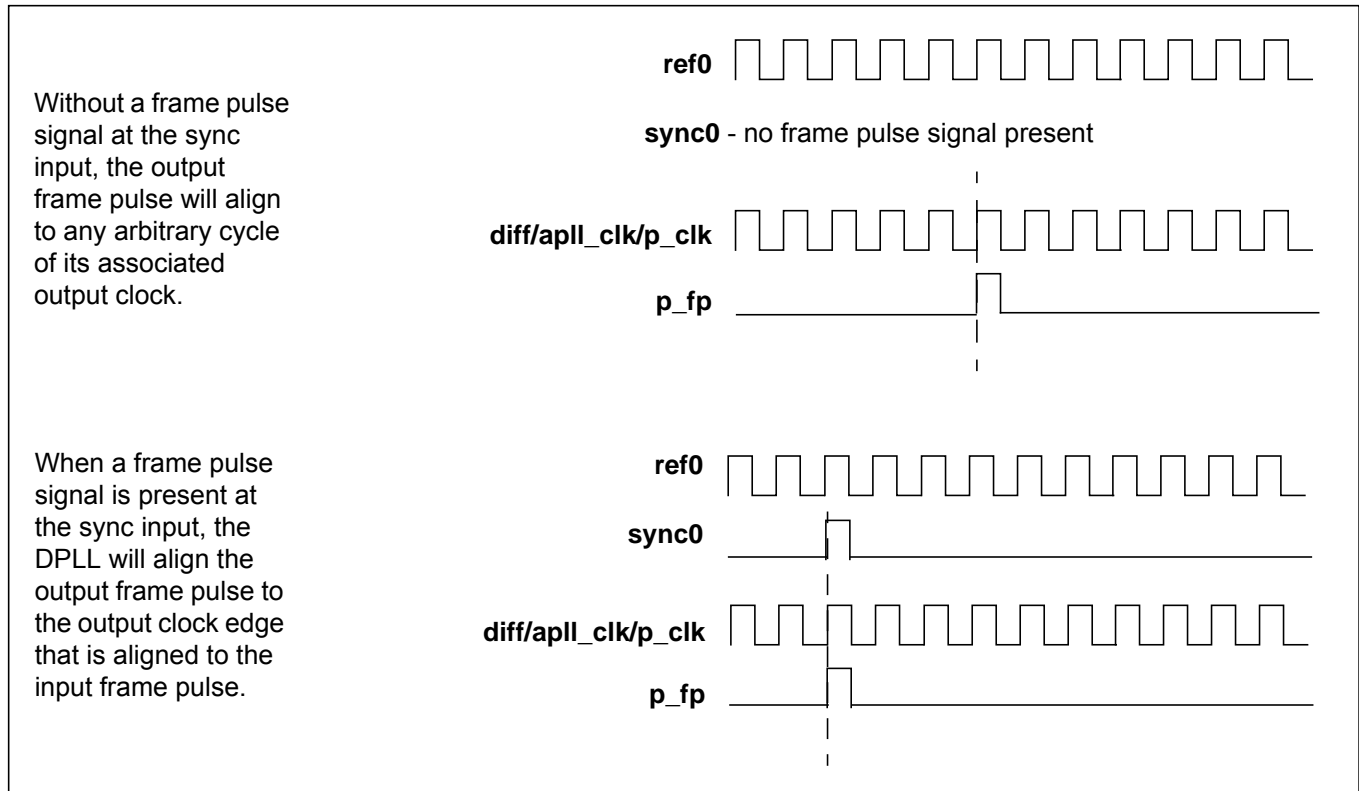 ref0
Without a frame pulse
signal at the sync
input, the output
frame pulse will align
to any arbitrary cycle
of its associated
output clock.
sync0 - no frame pulse signal present
diff/apll_clk/p_clk
p_fp
When a frame pulse
signal is present at
the sync input, the
DPLL will align the
output frame pulse to
the output clock edge
that is aligned to the
input frame pulse.
ref0
sync0
diff/apll_clk/p_clk
p_fp